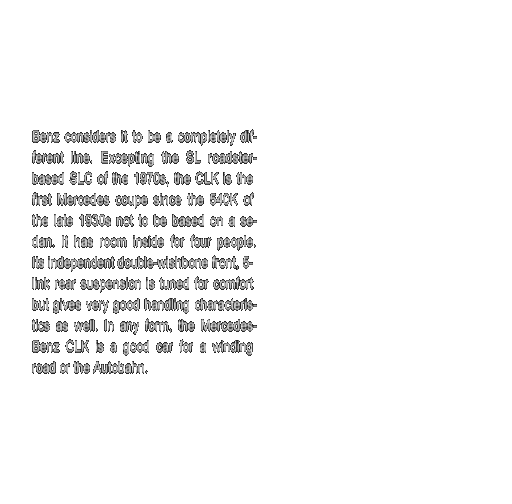 Benz considers it to be a completely dif-
ferent line. Excepting the SL roadster-
based SLC of the 1970s, the CLK is the
first Mercedes coupe since the 540K of
the late 1930s not to be based on a se-
dan. It has room inside for four people.
Its independent double-wishbone front, 5-
link rear suspension is tuned for comfort
but gives very good handling characteris-
tics as well. In any form, the Mercedes-
Benz CLK is a good car for a winding
road or the Autobahn.